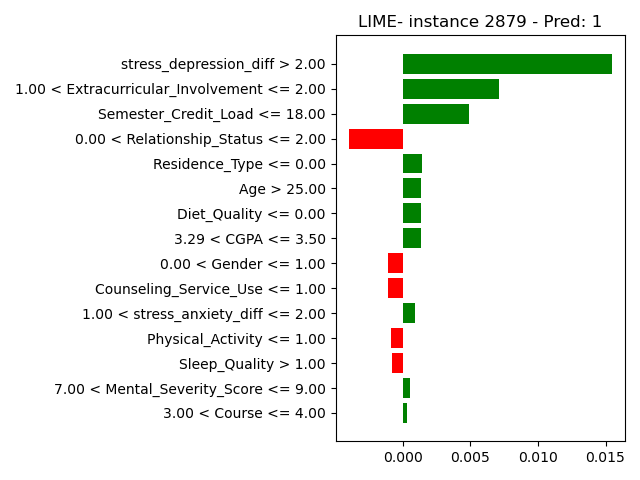 LIME- instance 2879 - Pred: 1
stress_depression_diff > 2.00
1.00 < Extracurricular_Involvement <= 2.00
Semester_Credit_Load <= 18.00
0.00 < Relationship_Status <= 2.00
Residence_Type <= 0.00
Age > 25.00
Diet_Quality <= 0.00
3.29 < CGPA <= 3.50
0.00 < Gender <= 1.00
Counseling_Service_Use <= 1.00
1.00 < stress_anxiety_diff <= 2.00
Physical_Activity <= 1.00
Sleep_Quality > 1.00
7.00 < Mental_Severity_Score <= 9.00
3.00 < Course <= 4.00
0.000 0.005 0.010 0.015